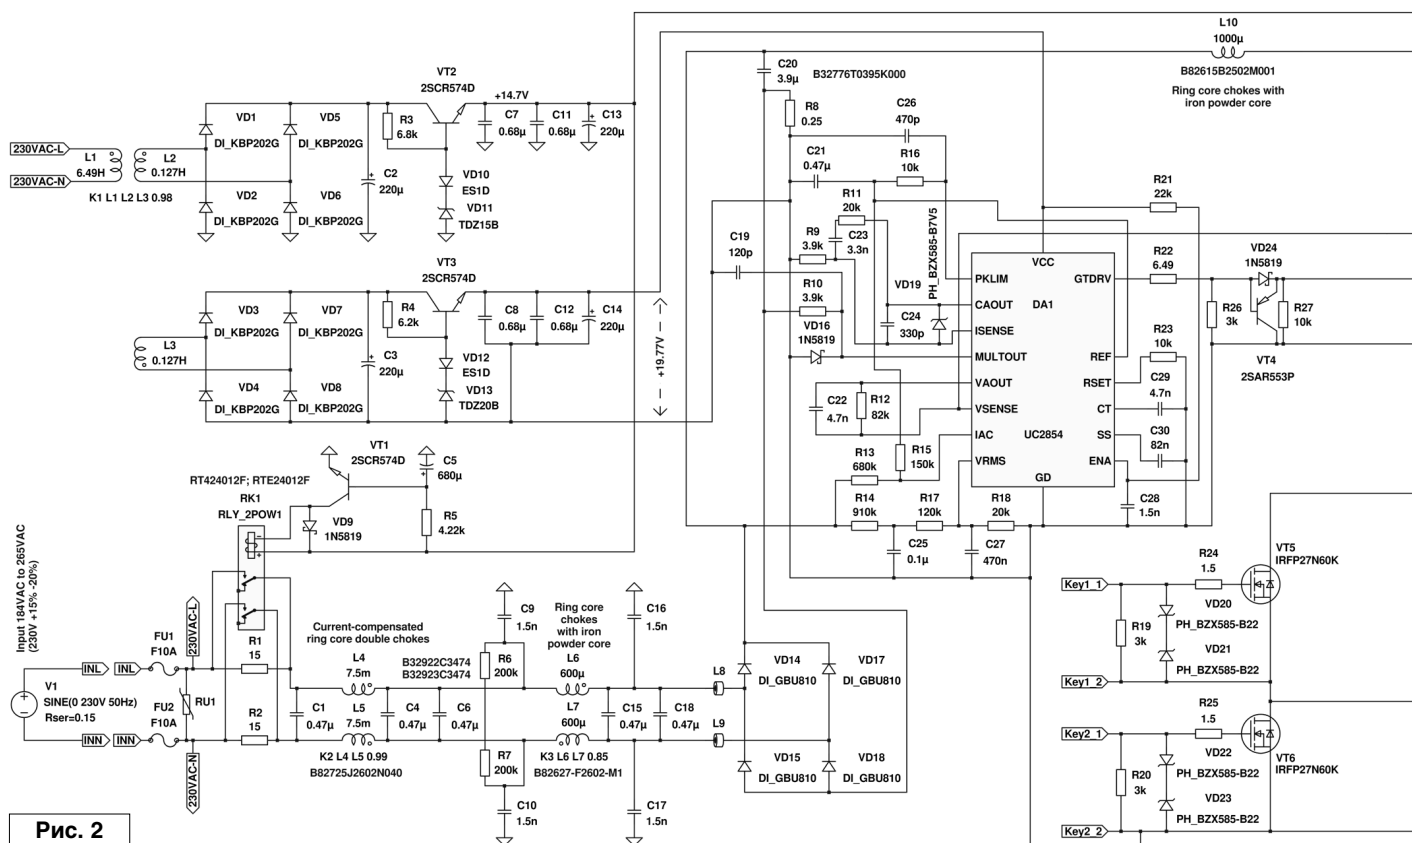 L10
1000µ
B82615B2502M001
Ring core chokes with
iron powder core
C20
3.9µ
B32776T0395K000
VT2
2SCR574D
+14.7V
R3
6.8k
C7
0.68µ
C11
0.68µ
C13
220µ
R8
0.25
C26
470p
VD1
DI_KBP202G
VD5
DI_KBP202G
230VAC-L
230VAC-N
L1
6.49H
L2
0.127H
K1 L1 L2 L3 0.98
VD2
DI_KBP202G
VD6
DI_KBP202G
C2
220µ
VD10
ES1D
VD11
TDZ15B
C21
0.47µ
R16
10k
R11
20k
R21
22k
R9
3.9k
C23
3.3n
C19
120p
PH_BZX585-B7V5
R22
6.49
VD24
1N5819
VT3
2SCR574D
R4
6.2k
C8
0.68µ
C12
0.68µ
C14
220µ
+19.77V
VD3
DI_KBP202G
VD7
DI_KBP202G
L3
0.127H
VD4
DI_KBP202G
VD8
DI_KBP202G
C3
220µ
VD12
ES1D
VD13
TDZ20B
R10
3.9k
VD16
1N5819
VD19
C24
330p
VCC
PKLIM
GTDRV
CAOUT
DA1
ISENSE
MULTOUT
REF
VAOUT
RSET
VSENSE
CT
IAC
UC2854
SS
VRMS
ENA
GD
R26
3k
R27
10k
R23
10k
VT4
2SAR553P
C29
4.7n
C30
82n
C22
4.7n
R12
82k
R13
680k
R15
150k
R14
910k
R17
120k
R18
20k
C28
1.5n
C25
0.1µ
C27
470n
VT1
2SCR574D
C5
680µ
RT424012F; RTE24012F
RK1
RLY_2POW1
VD9
1N5819
R5
4.22k
Input 184VAC to 265VAC
(230V +15% -20%)
V1
SINE(0 230V 50Hz)
Rser=0.15
INL
INL
INN
INN
FU1
F10A
FU2
F10A
230VAC-L
230VAC-N
RU1
R1
15
R2
15
Current-compensated
ring core double chokes
L4
7.5m
L5
7.5m
B32922C3474
B32923C3474
C1
0.47µ
C4
0.47µ
C6
0.47µ
K2 L4 L5 0.99
B82725J2602N040
C9
1.5n
R6
200k
R7
200k
C10
1.5n
Ring core
chokes
with iron
powder core
L6
600µ
L7
600µ
K3 L6 L7 0.85
B82627-F2602-M1
C16
1.5n
C15
0.47µ
C18
0.47µ
C17
1.5n
L8
L9
VD14
DI_GBU810
VD17
DI_GBU810
VD15
DI_GBU810
VD18
DI_GBU810
Key1_1
Key1_2
R19
3k
R24
1.5
VT5
IRFP27N60K
VD20
PH_BZX585-B22
VD21
PH_BZX585-B22
Key2_1
Key2_2
R20
3k
R25
1.5
VT6
IRFP27N60K
VD22
PH_BZX585-B22
VD23
PH_BZX585-B22
Рис. 2